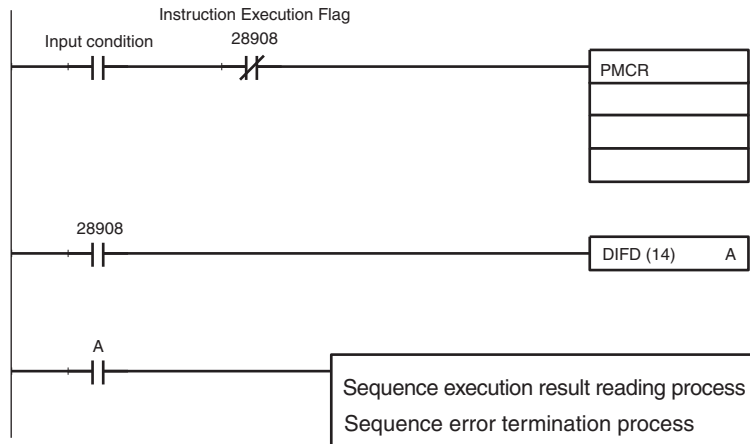 Instruction Execution Flag
Input condition
28908
PMCR
28908
DIFD (14) A
A
Sequence execution result reading process
Sequence error termination process